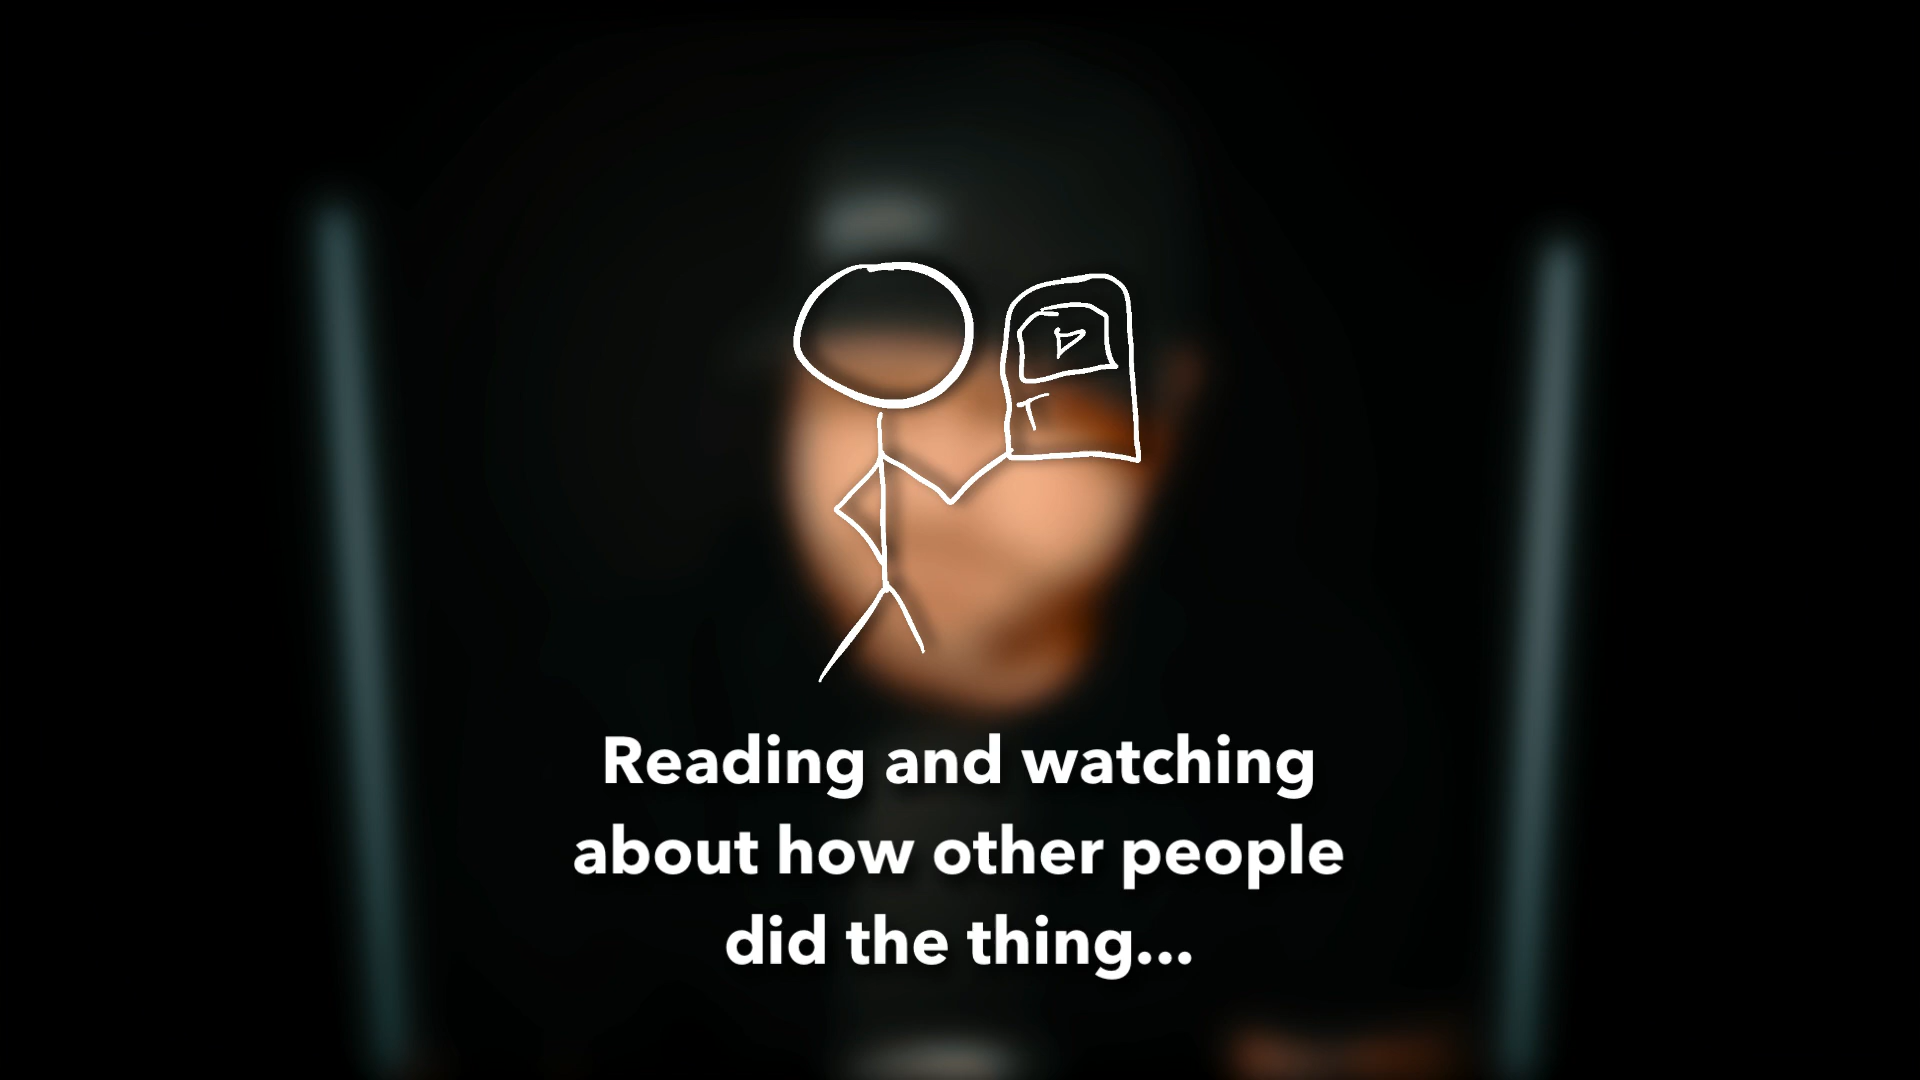 T
Reading and watching
about how other people
did the thing...